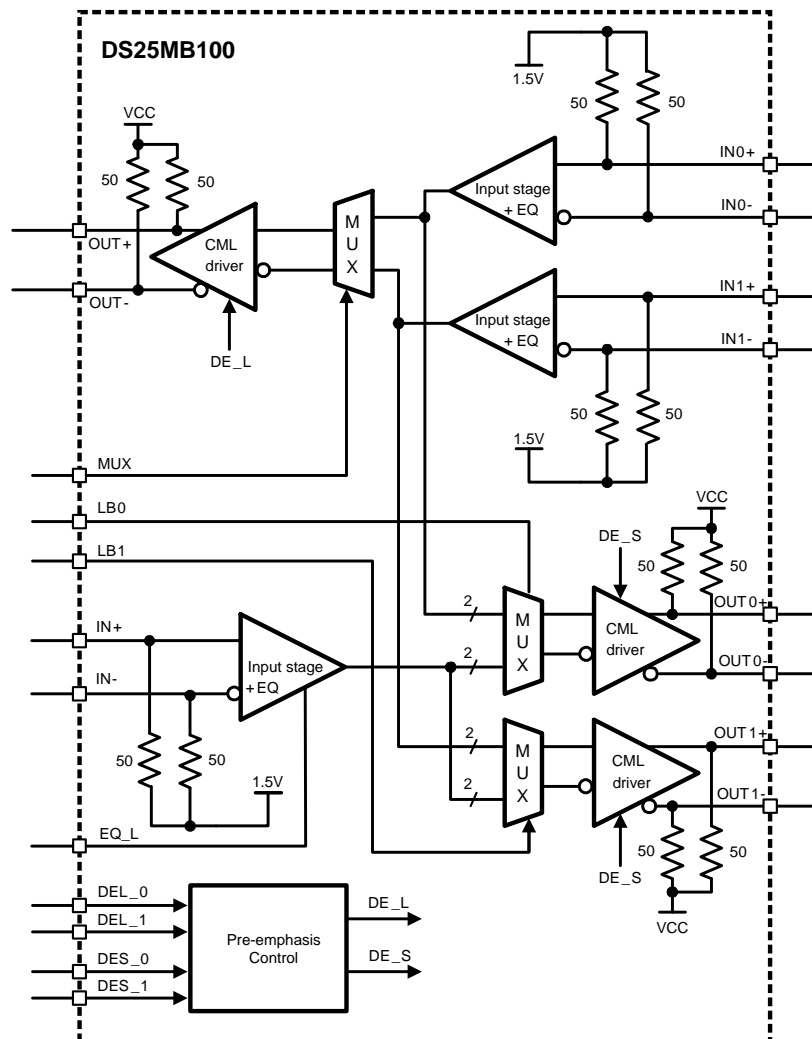 DS25MB100
1.5V
50
50
VCC
50
50
IN0+
IN0-
Input stage
+ EQ
M
U
X
OUT+
CML
driver
OUT-
DE_L
IN1+
IN1-
Input stage
+ EQ
50
50
1.5V
MUX
LB0
LB1
VCC
DE_S
50
50
2
2
M
U
X
CML
driver
OUT0+
OUT0-
IN+
IN-
Input stage
+EQ
50
50
1.5V
2
2
M
U
X
CML
driver
OUT1+
OUT1-
DE_S
50
50
VCC
EQ_L
DEL_0
DEL_1
DES_0
DES_1
Pre-emphasis
Control
DE_L
DE_S